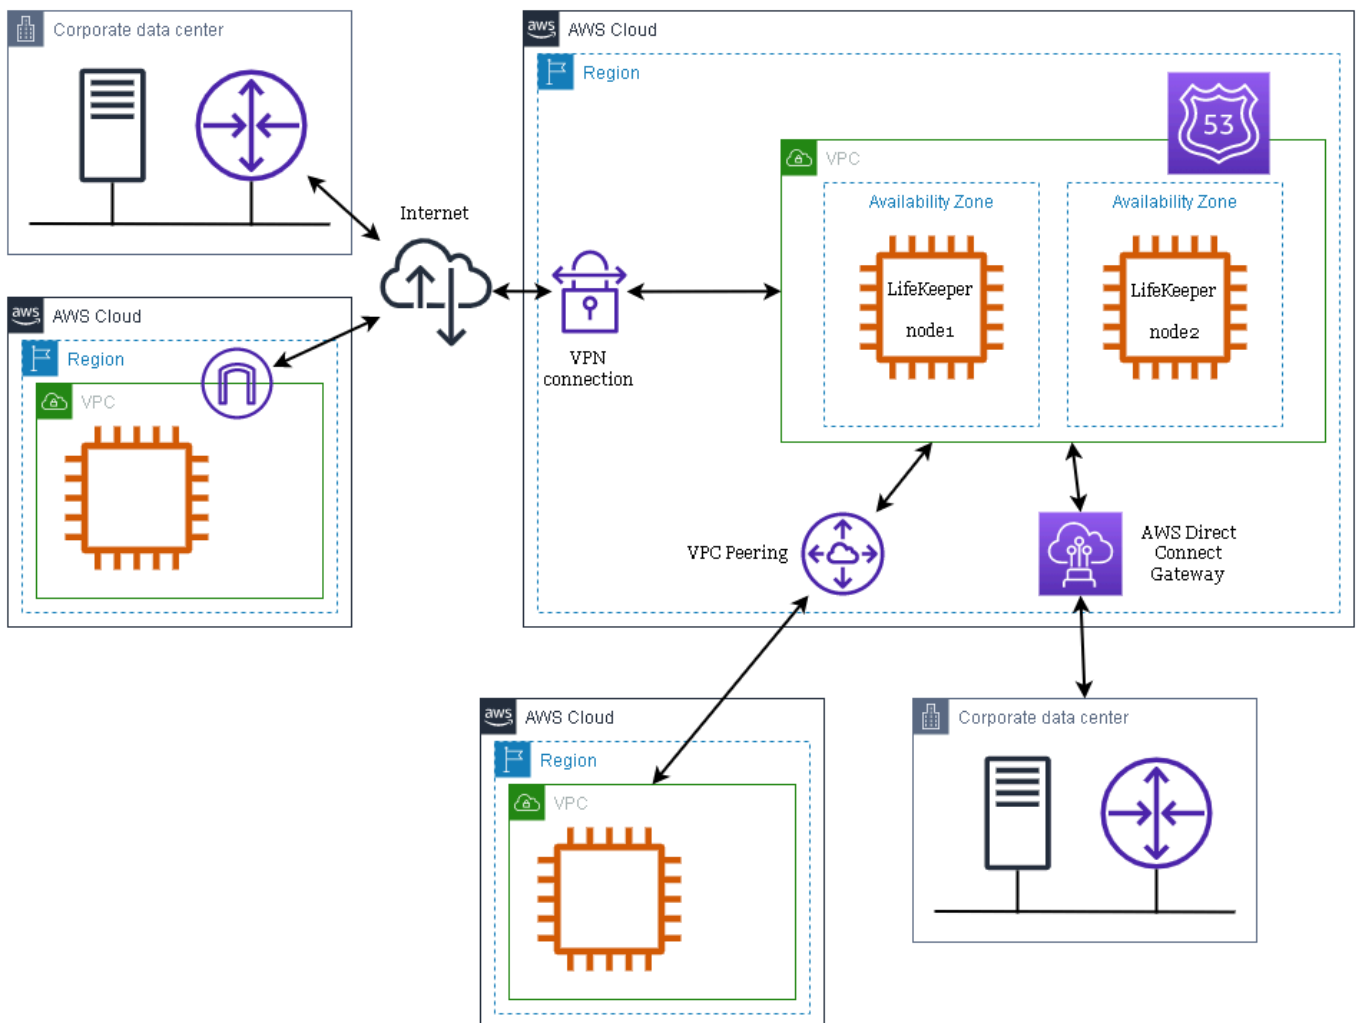 Corporate data center
aws
AWS Cloud
Region
53
VPC
Availability Zone
Availability Zone
Internet
LifeKeeper
node1
LifeKeeper
node2
aws
AWS Cloud
Region
VPC
VPN
connection
VPC Peering
AWS Direct
Connect
Gateway
aws
AWS Cloud
Region
VPC
Corporate data center